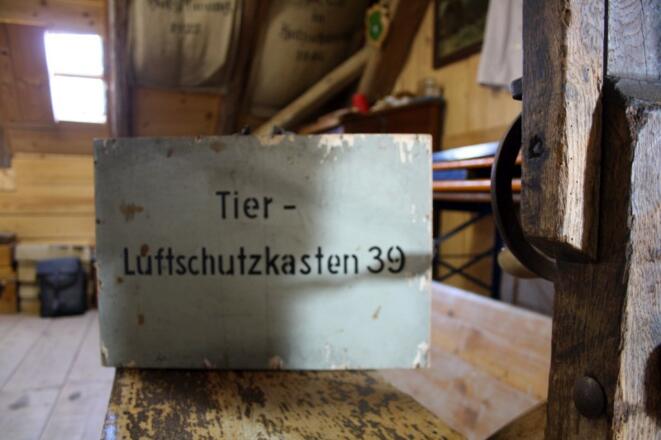 Tier -
Luftschutzkasten 39